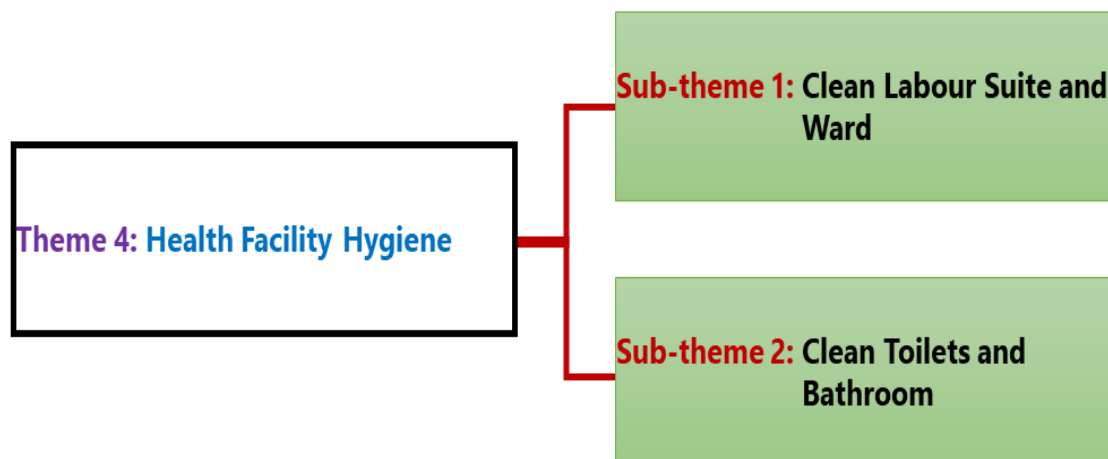 Sub-theme 1: Clean Labour Suite and
Ward
Theme 4: Health Facility Hygiene
Sub-theme 2: Clean Toilets and
Bathroom